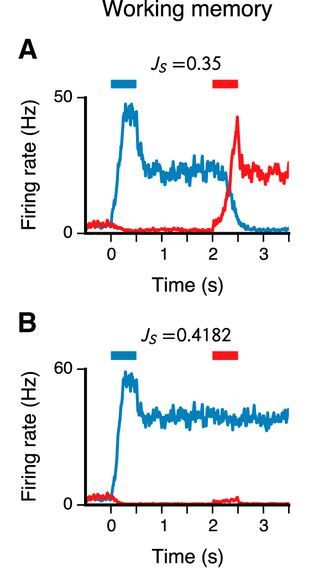 Working memory
A
J_S =0.35
50
Firing rate (Hz)
0
0 1 2 3
Time (s)
B
J_S =0.4182
60
Firing rate (Hz)
0
0 1 2 3
Time (s)